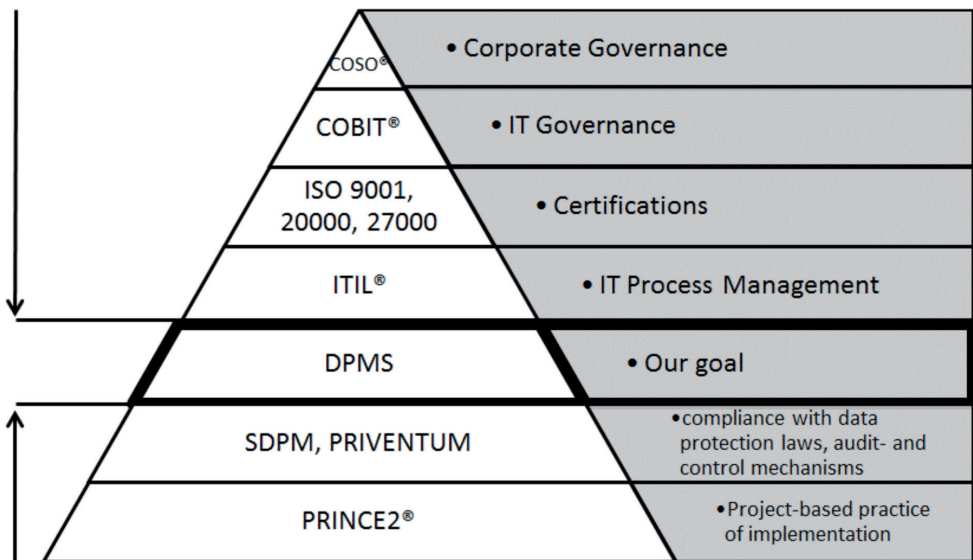 COSO®
• Corporate Governance
COBIT®
• IT Governance
ISO 9001,
20000, 27000
• Certifications
ITIL®
• IT Process Management
DPMS
• Our goal
SDPM, PRIVENTUM
•compliance with data
protection laws, audit- and
control mechanisms
PRINCE2®
•Project-based practice
of implementation